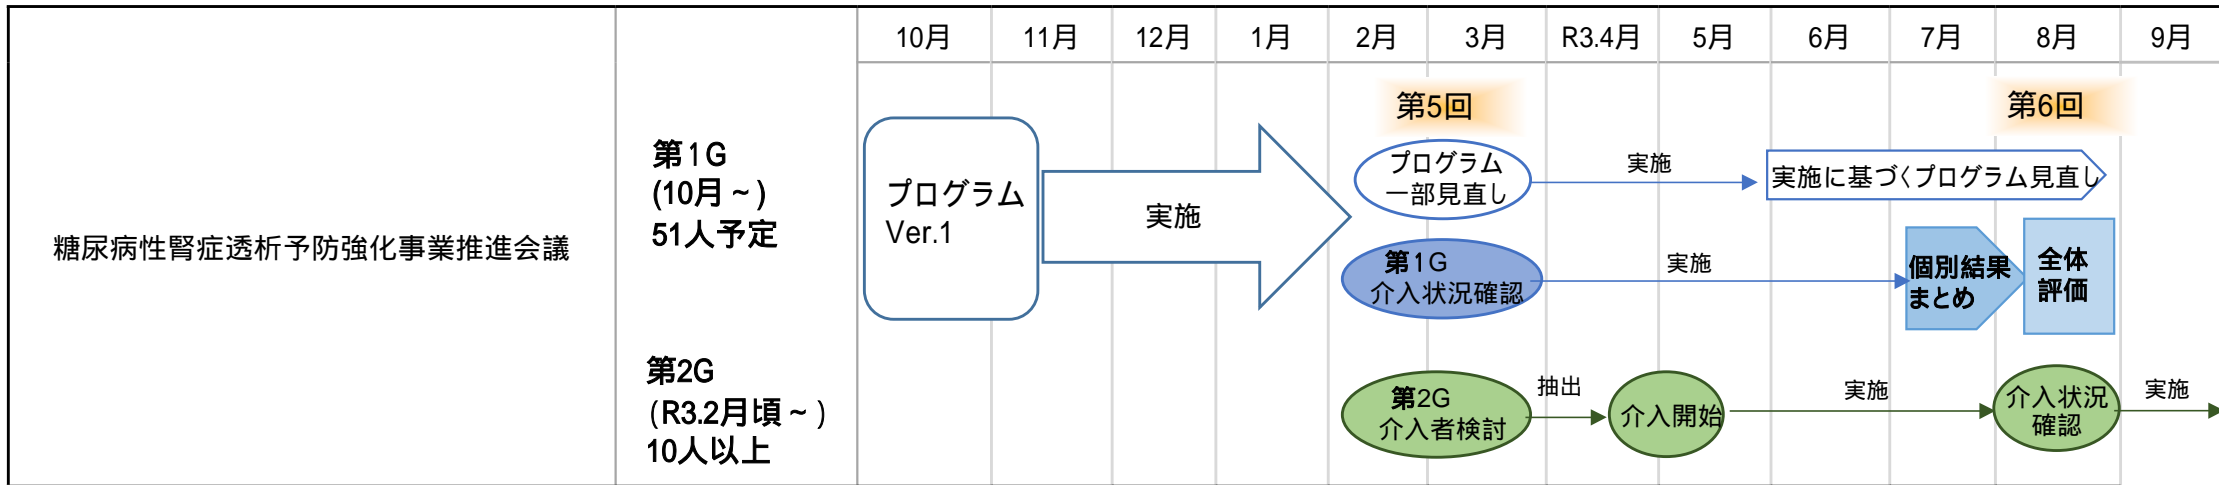 10月 11月 12月 1月 2月 3月 R3.4月 5月 6月 7月 8月 9月
糖尿病性腎症透析予防強化事業推進会議
第1G
(10月～)
51人予定
プログラム
Ver.1
実施
第5回
第6回
プログラム
一部見直し
実施
実施に基づくプログラム見直し
第1G
介入状況確認
実施
個別結果
まとめ
全体
評価
第2G
(R3.2月頃～)
10人以上
第2G
介入者検討
抽出
介入開始
実施
介入状況
確認
実施